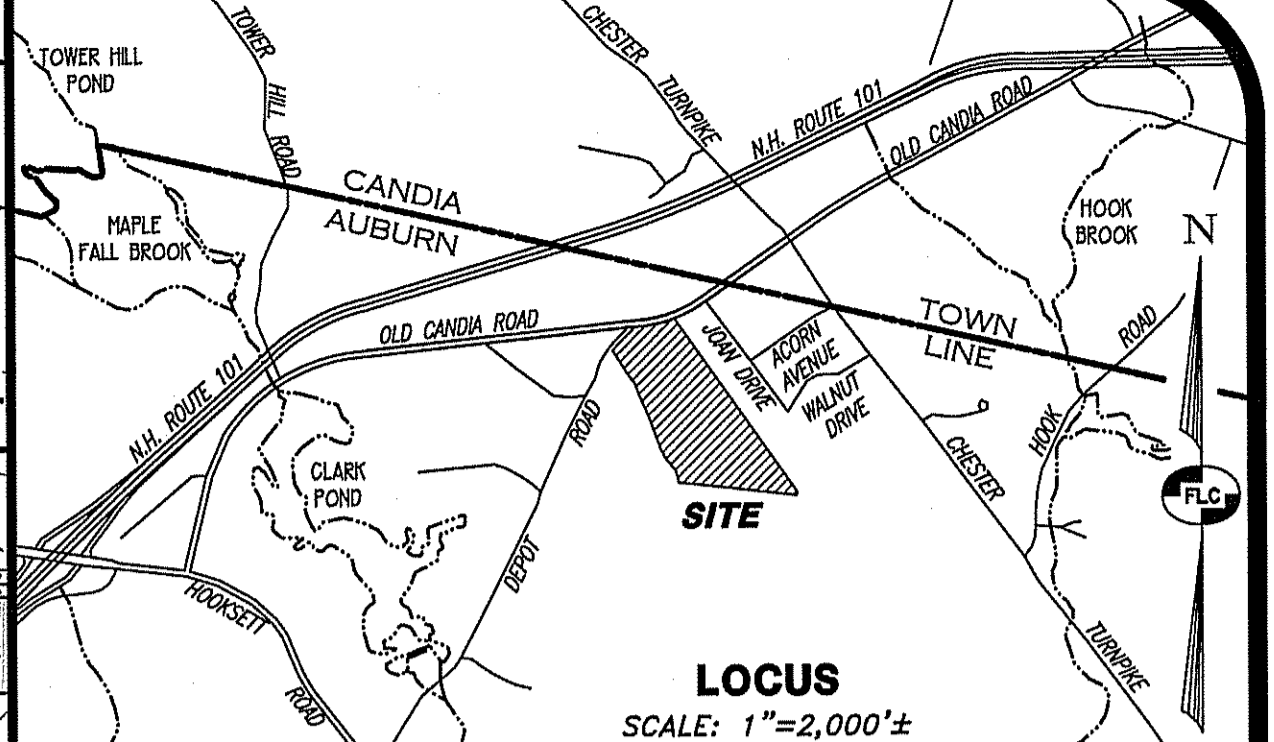 TOWER HILL ROAD
CHESTER TURNPIKE
TOWER HILL
POND
N.H. ROUTE 101
OLD CANDIA ROAD
CANDIA
AUBURN
MAPLE
FALL BROOK
HOOK
BROOK
N
OLD CANDIA ROAD
TOWN
LINE
JOAN DRIVE
ACORN
AVENUE
WALNUT
DRIVE
HOOK ROAD
N.H. ROUTE 101
CLARK
POND
DEPOT ROAD
SITE
CHESTER TURNPIKE
FLC
HOOKSETT ROAD
LOCUS
SCALE: 1"=2,000'±